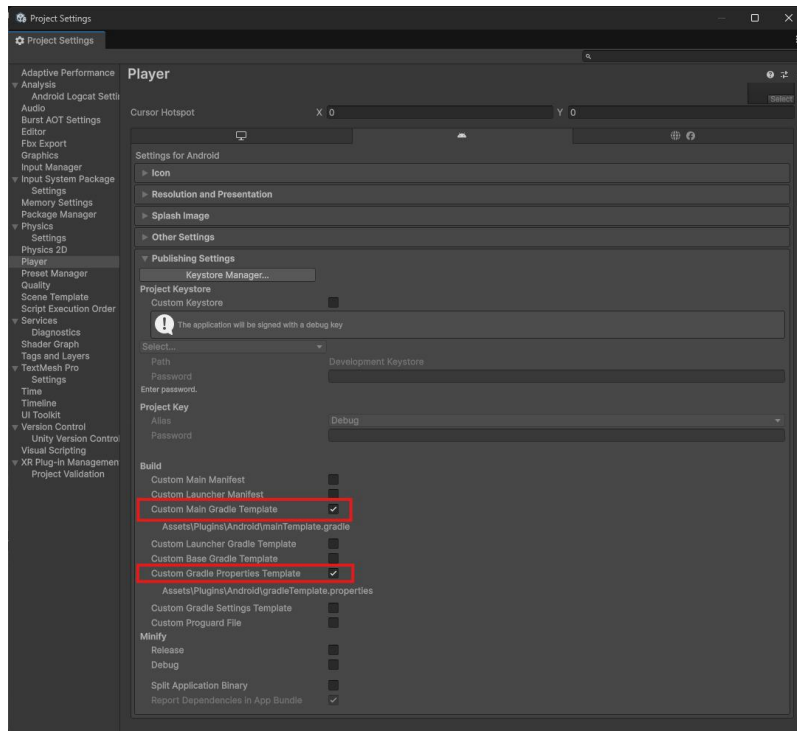 Project Settings
Project Settings
Adaptive Performance
Analysis
Android Logcat Setti
Audio
Burst AOT Settings
Editor
Fbx Export
Graphics
Input Manager
Input System Package
Settings
Memory Settings
Package Manager
Physics
Settings
Physics 2D
Player
Preset Manager
Quality
Scene Template
Script Execution Order
Services
Diagnostics
Shader Graph
Tags and Layers
TextMesh Pro
Settings
Time
Timeline
UI Toolkit
Version Control
Unity Version Control
Visual Scripting
XR Plug-in Managemen
Project Validation
Player
Select
Cursor Hotspot X 0 Y 0
Settings for Android
Icon
Resolution and Presentation
Splash Image
Other Settings
Publishing Settings
Keystore Manager...
Project Keystore
Custom Keystore
The application will be signed with a debug key
Select...
Path Development Keystore
Password
Enter password.
Project Key
Alias Debug
Password
Build
Custom Main Manifest
Custom Launcher Manifest
Custom Main Gradle Template
Assets\Plugins\Android\mainTemplate.gradle
Custom Launcher Gradle Template
Custom Base Gradle Template
Custom Gradle Properties Template
Assets\Plugins\Android\gradleTemplate.properties
Custom Gradle Settings Template
Custom Proguard File
Minify
Release
Debug
Split Application Binary
Report Dependencies in App Bundle